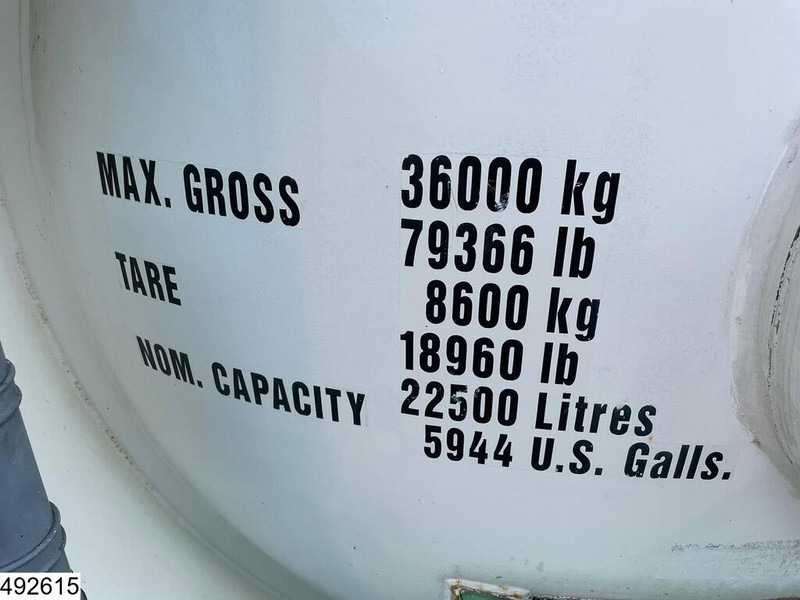 MAX. GROSS 36000 kg
79366 lb
TARE 8600 kg
18960 lb
NOM. CAPACITY 22500 Litres
5944 U.S. Galls.
492615